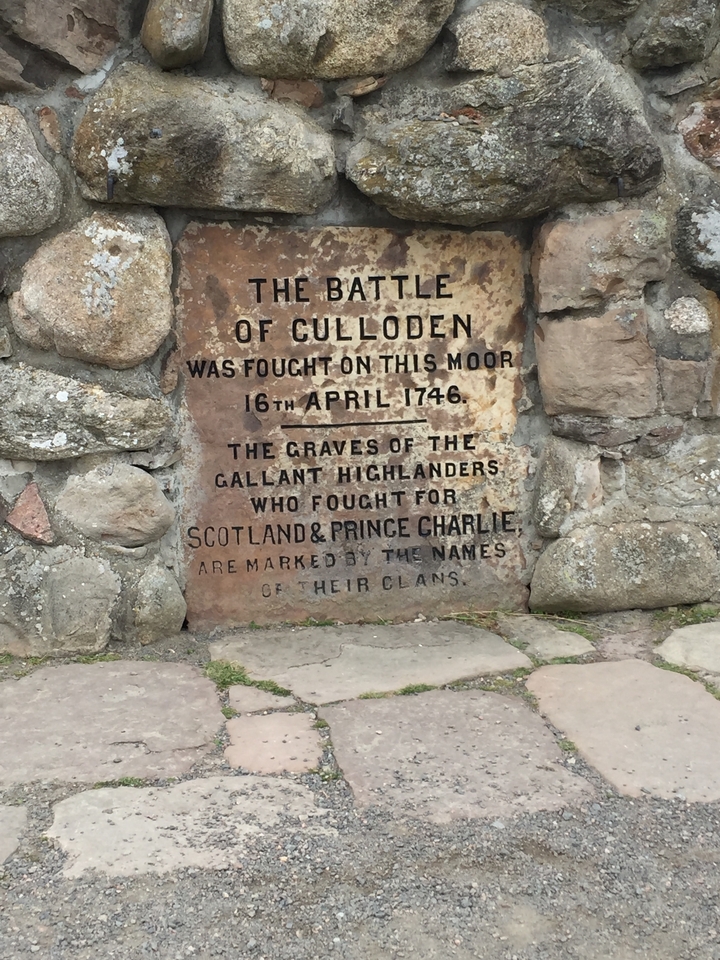 THE BATTLE
OF CULLODEN
WAS FOUGHT ON THIS MOOR
16TH APRIL 1746.
THE GRAVES OF THE
GALLANT HIGHLANDERS
WHO FOUGHT FOR
SCOTLAND & PRINCE CHARLIE,
ARE MARKED BY THE NAMES
OF THEIR CLANS.